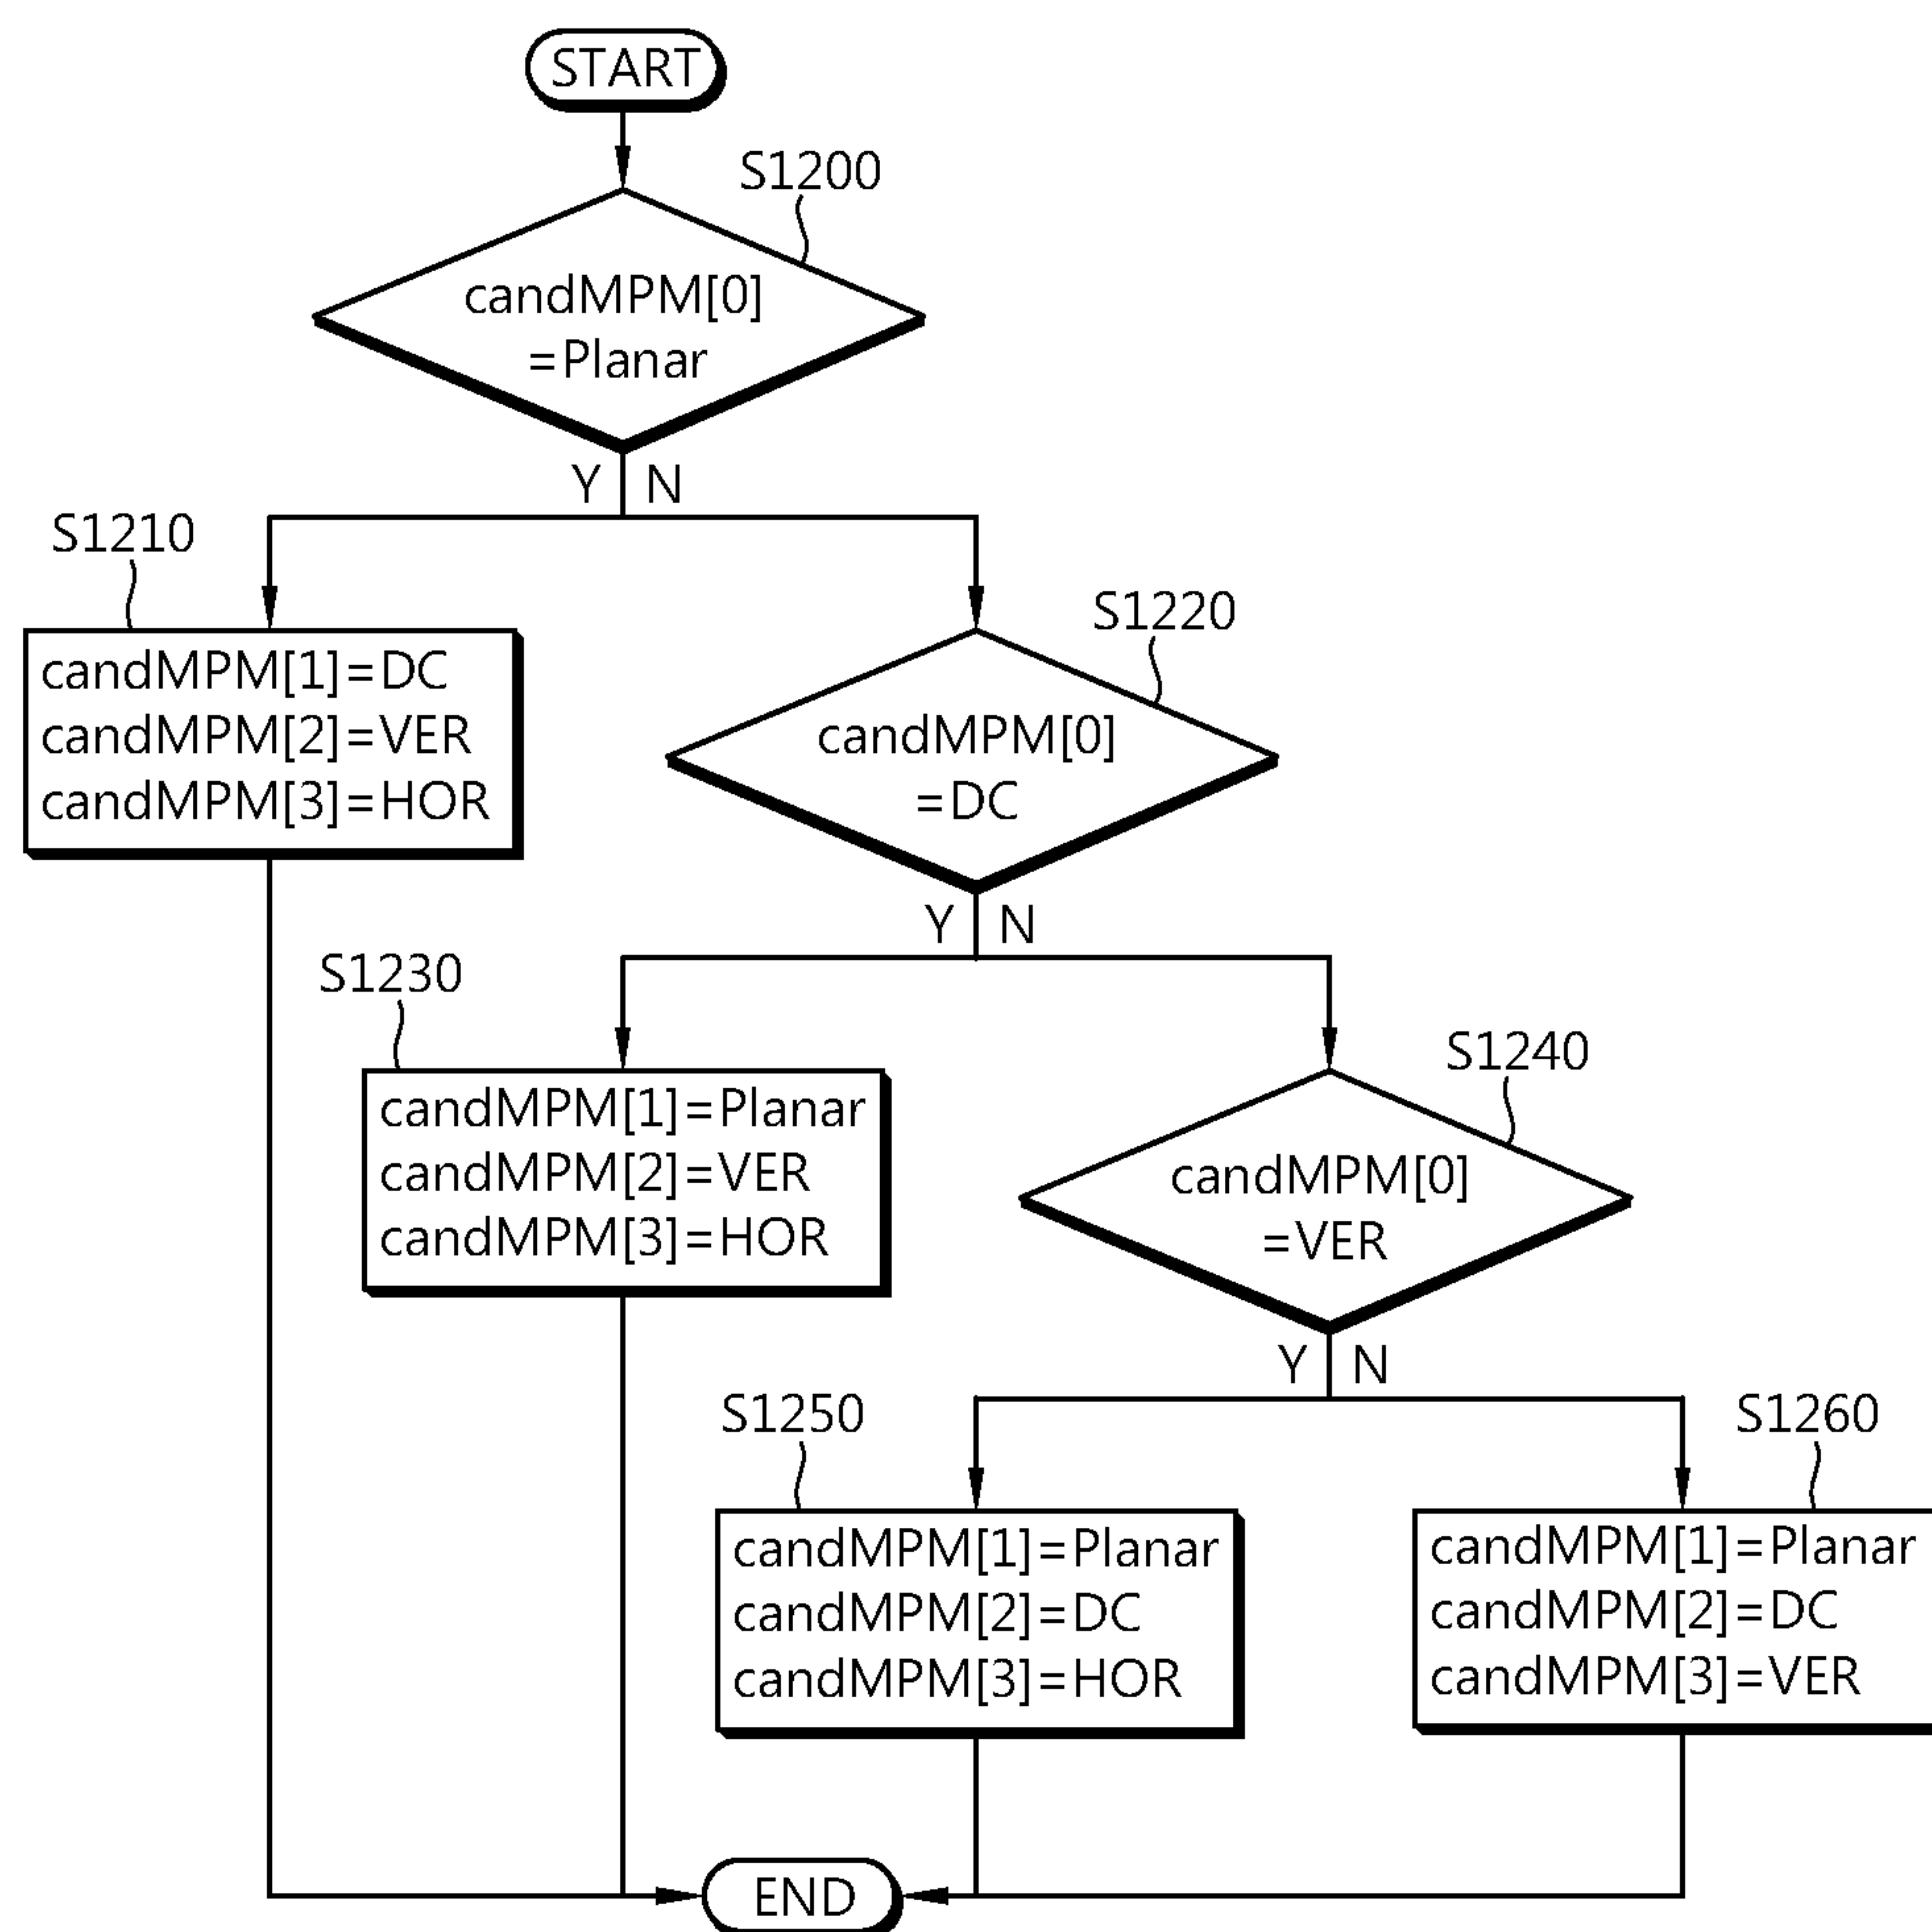 START
S1200
candMPM[0]
=Planar
Y N
S1210
candMPM[1]=DC
candMPM[2]=VER
candMPM[3]=HOR
S1220
candMPM[0]
=DC
Y N
S1230
candMPM[1]=Planar
candMPM[2]=VER
candMPM[3]=HOR
S1240
candMPM[0]
=VER
Y N
S1250
candMPM[1]=Planar
candMPM[2]=DC
candMPM[3]=HOR
S1260
candMPM[1]=Planar
candMPM[2]=DC
candMPM[3]=VER
END